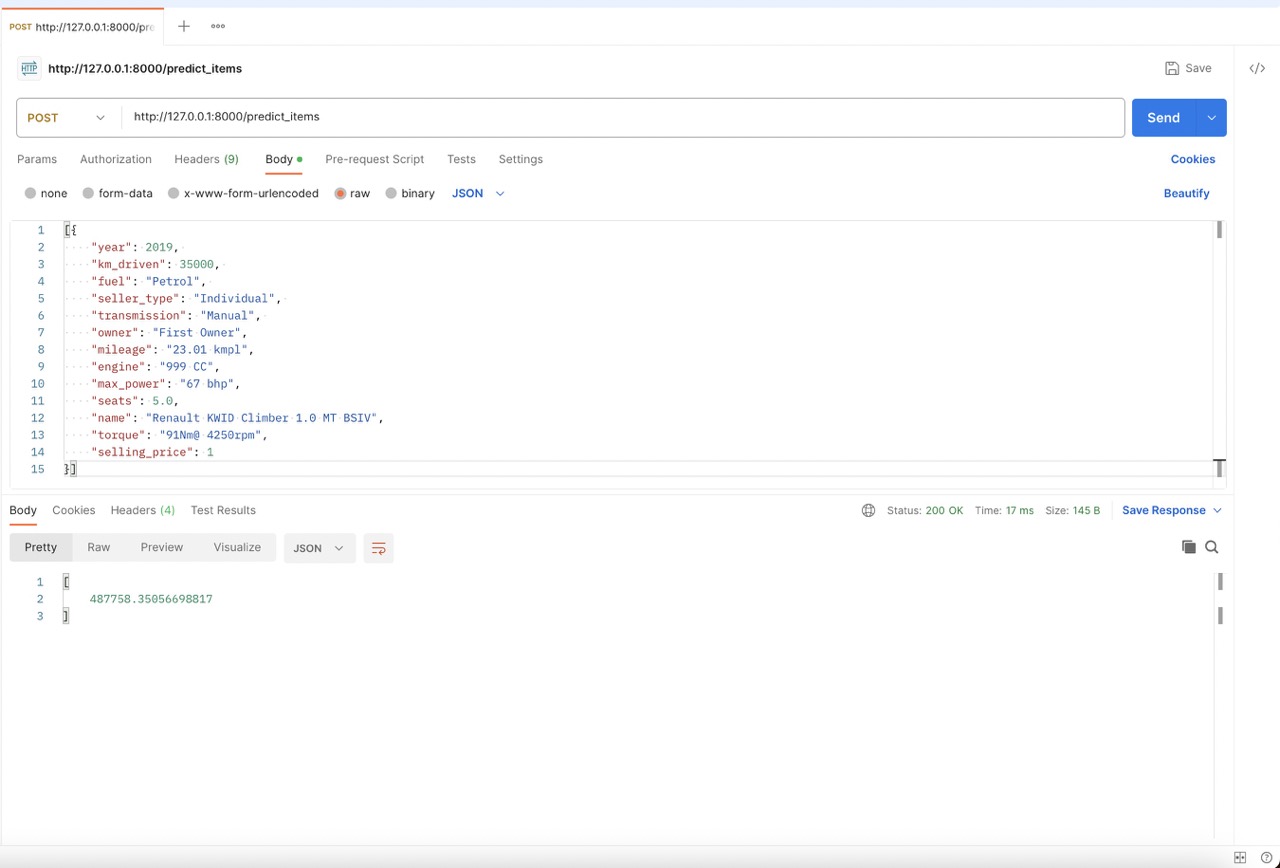 POST http://127.0.0.1:8000/pre
HTTP http://127.0.0.1:8000/predict_items
Save
</>
POST http://127.0.0.1:8000/predict_items
Send
Params Authorization Headers (9) Body Pre-request Script Tests Settings
Cookies
none form-data x-www-form-urlencoded raw binary JSON
Beautify
1 [{
2 "year": 2019,
3 "km_driven": 35000,
4 "fuel": "Petrol",
5 "seller_type": "Individual",
6 "transmission": "Manual",
7 "owner": "First Owner",
8 "mileage": "23.01 kmpl",
9 "engine": "999 CC",
10 "max_power": "67 bhp",
11 "seats": 5.0,
12 "name": "Renault KWID Climber 1.0 MT BSIV",
13 "torque": "91Nm@ 4250rpm",
14 "selling_price": 1
15 }]
Body Cookies Headers (4) Test Results
Status: 200 OK Time: 17 ms Size: 145 B
Save Response
Pretty Raw Preview Visualize JSON
1 [
2 487758.35056698817
3 ]